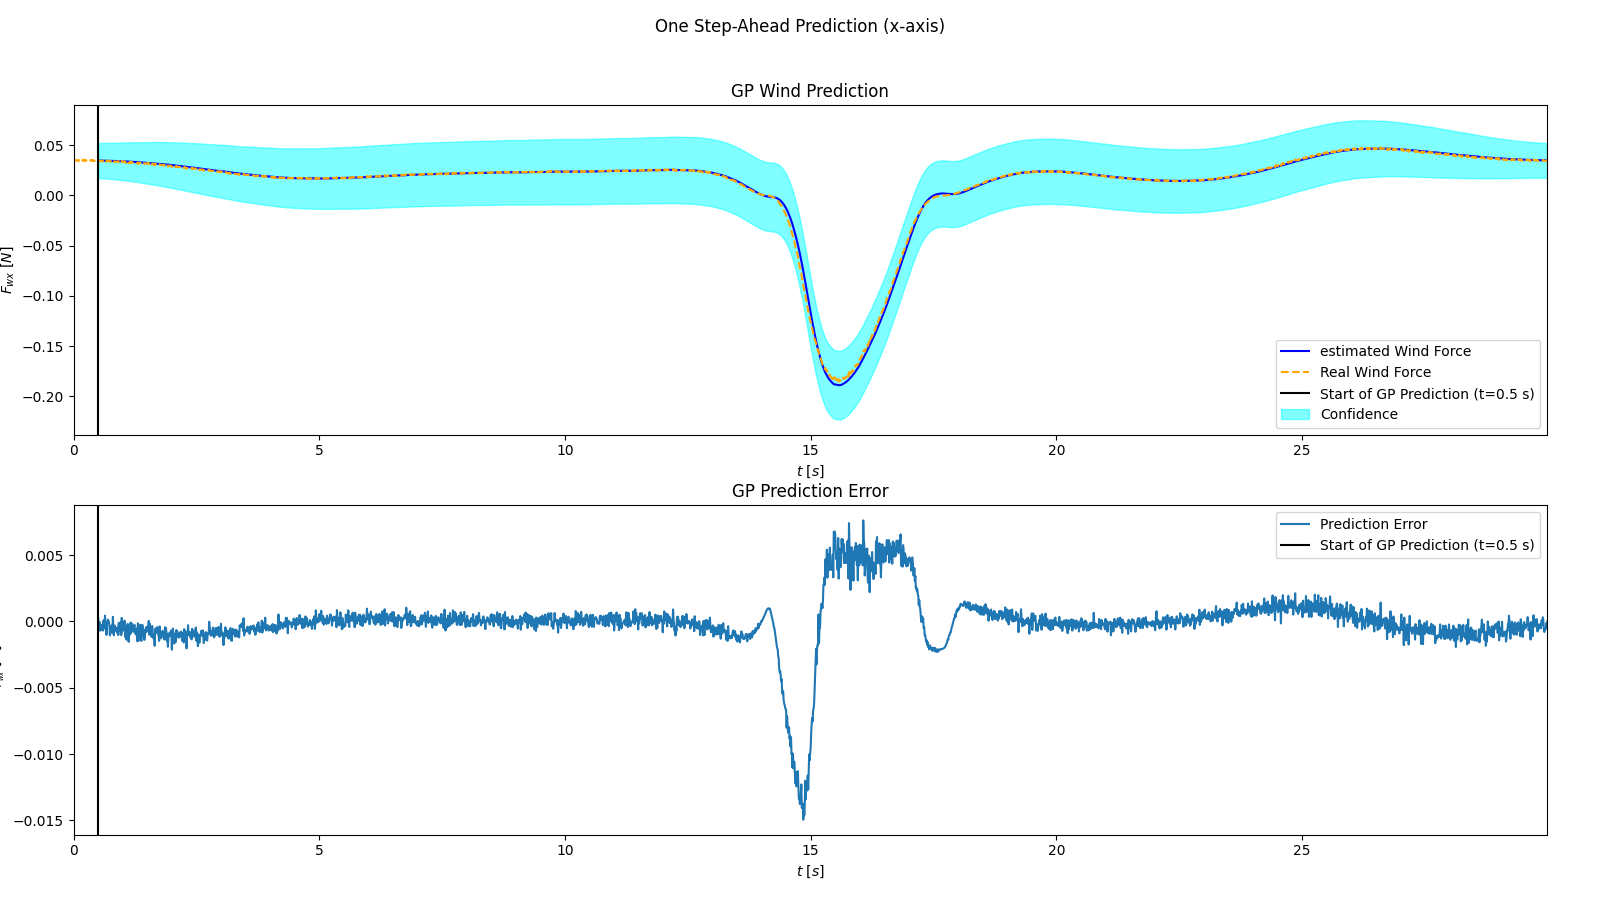 One Step-Ahead Prediction (x-axis)
GP Wind Prediction
0.05
0.00
−0.05
−0.10
−0.15
−0.20
F_wx [N]
estimated Wind Force
Real Wind Force
Start of GP Prediction (t=0.5 s)
Confidence
0 5 10 15 20 25
t [s]
GP Prediction Error
0.005
0.000
−0.005
−0.010
−0.015
Prediction Error
Start of GP Prediction (t=0.5 s)
0 5 10 15 20 25
t [s]